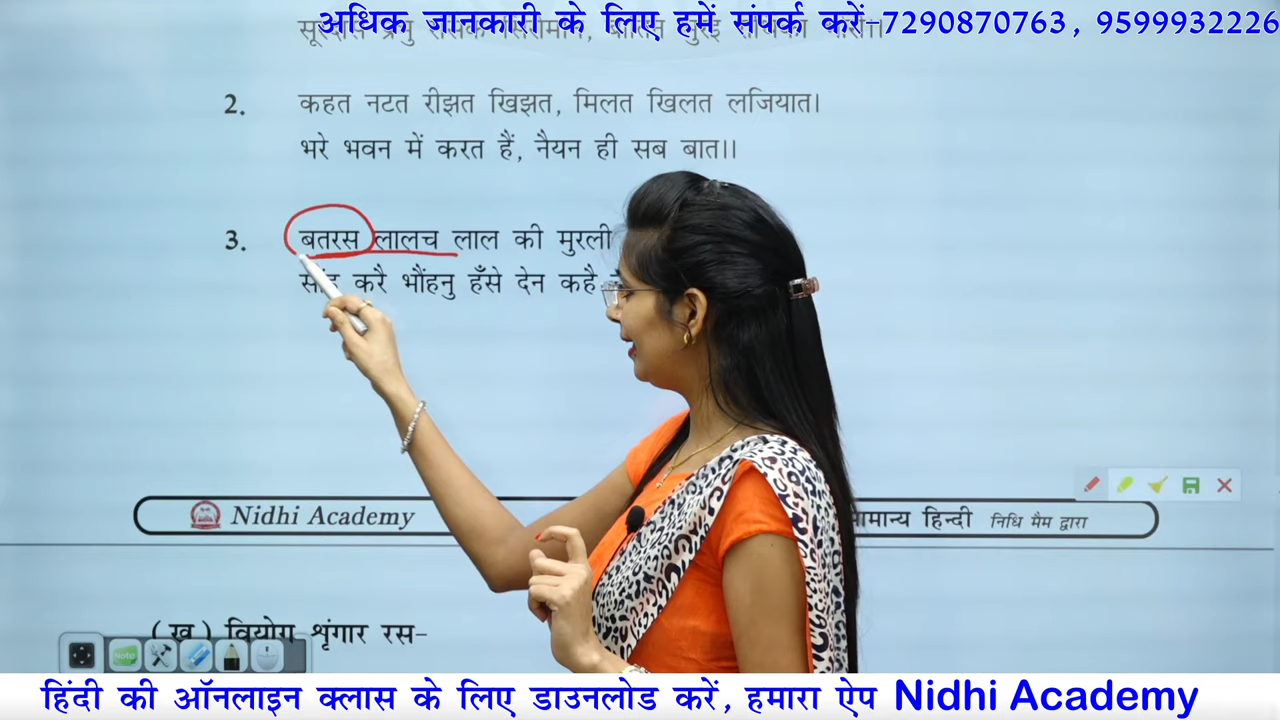 अधिक जानकारी के लिए हमें संपर्क करें-7290870763, 9599932226
2. कहत नटत रीझत खिझत, मिलत खिलत लजियात।
भरे भवन में करत हैं, नैयन ही सब बात।।
3. बतरस लालच लाल की मुरली
करै भौंहनु हँसे देन कहै
Nidhi Academy
सामान्य हिन्दी निधि मैम द्वारा
(ख) वियोग शृंगार रस-
Note
हिंदी की ऑनलाइन क्लास के लिए डाउनलोड करें, हमारा ऐप Nidhi Academy